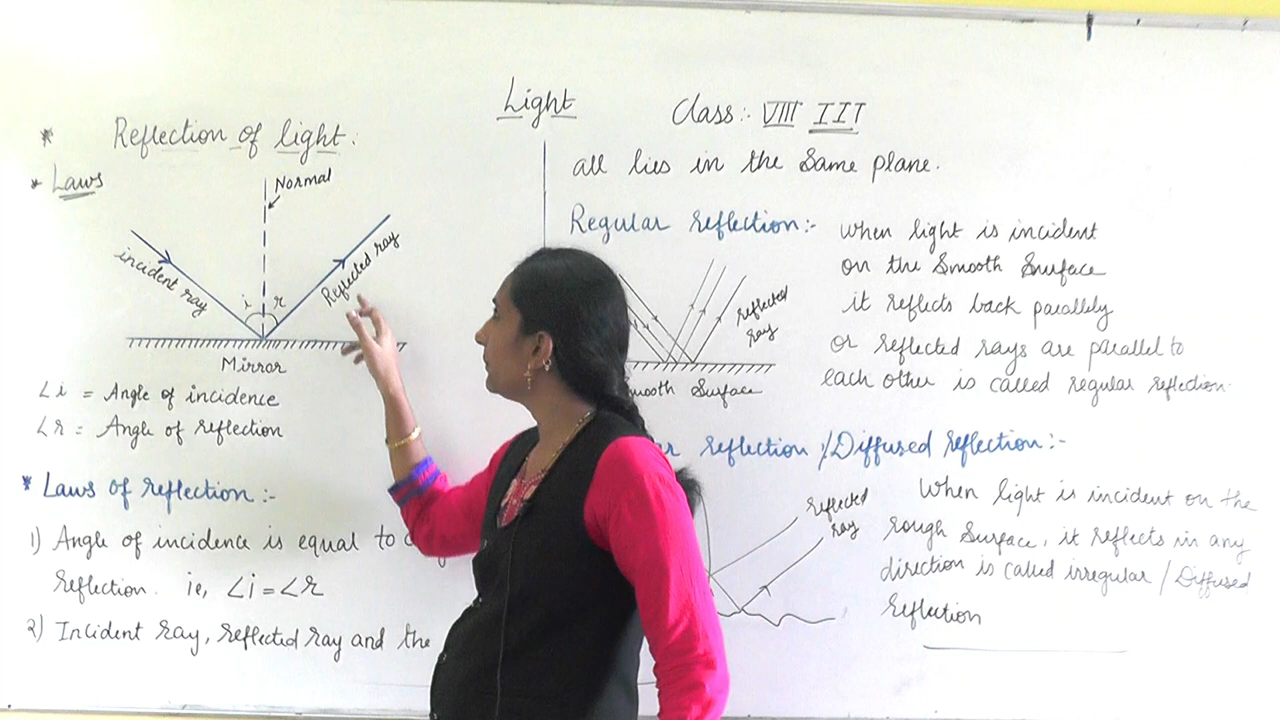 Light
Class:- VIII IIT
* Reflection of light:
* Laws
Normal
incident ray
Reflected ray
i
r
Mirror
∠i = Angle of incidence
∠r = Angle of reflection
* Laws of reflection:-
1) Angle of incidence is equal to
reflection. ie, ∠i = ∠r
2) Incident ray, reflected ray and the
all lies in the same plane.
Regular reflection:-
when light is incident
on the smooth surface
it reflects back parallely
or reflected rays are parallel to
each other is called regular reflection.
reflected
ray
Surface
reflection / Diffused reflection:-
reflected
ray
When light is incident on the
rough surface, it reflects in any
direction is called irregular / Diffused
reflection